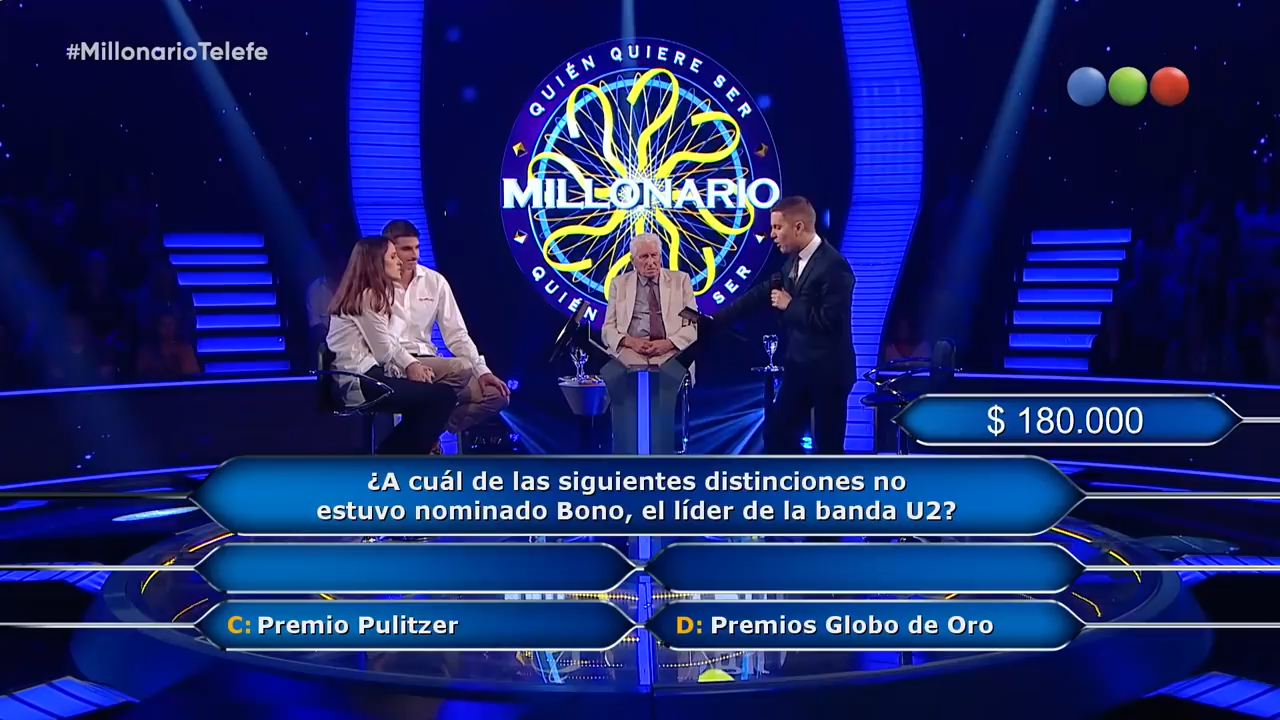 #MillonarioTelefe
QUIÉN QUIERE SER
MILLONARIO
QUIÉN
SER
$ 180.000
¿A cuál de las siguientes distinciones no
estuvo nominado Bono, el líder de la banda U2?
C: Premio Pulitzer
D: Premios Globo de Oro